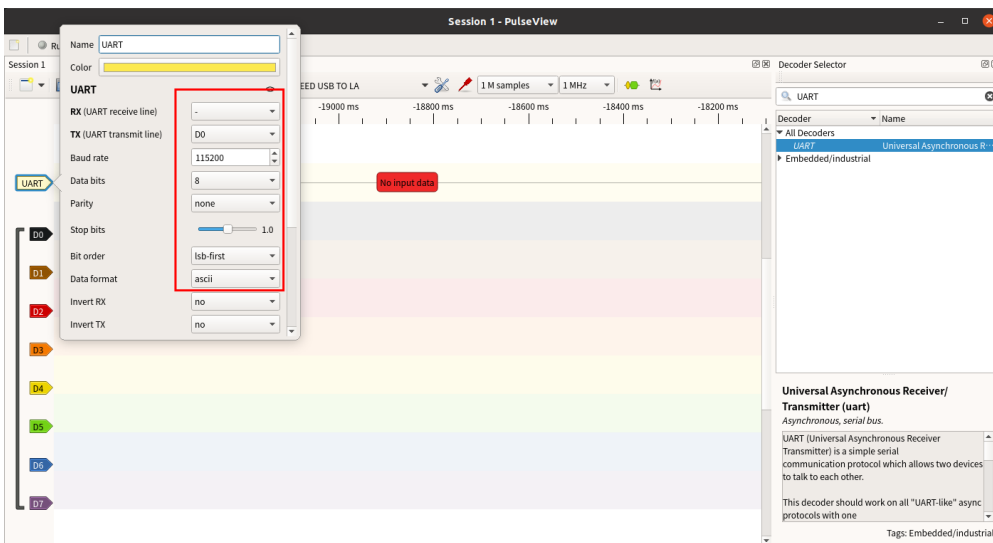 Session 1 - PulseView
Ru
Session 1
Name UART
Color
UART
RX (UART receive line) -
TX (UART transmit line) D0
Baud rate 115200
Data bits 8
Parity none
Stop bits 1.0
Bit order lsb-first
Data format ascii
Invert RX no
Invert TX no
EED USB TO LA
1 M samples
1 MHz
-19000 ms -18800 ms -18600 ms -18400 ms -18200 ms
UART
No input data
D0
D1
D2
D3
D4
D5
D6
D7
Decoder Selector
UART
Decoder Name
All Decoders
UART Universal Asynchronous R···
Embedded/industrial
Universal Asynchronous Receiver/
Transmitter (uart)
Asynchronous, serial bus.
UART (Universal Asynchronous Receiver
Transmitter) is a simple serial
communication protocol which allows two devices
to talk to each other.
This decoder should work on all "UART-like" async
protocols with one
Tags: Embedded/industrial